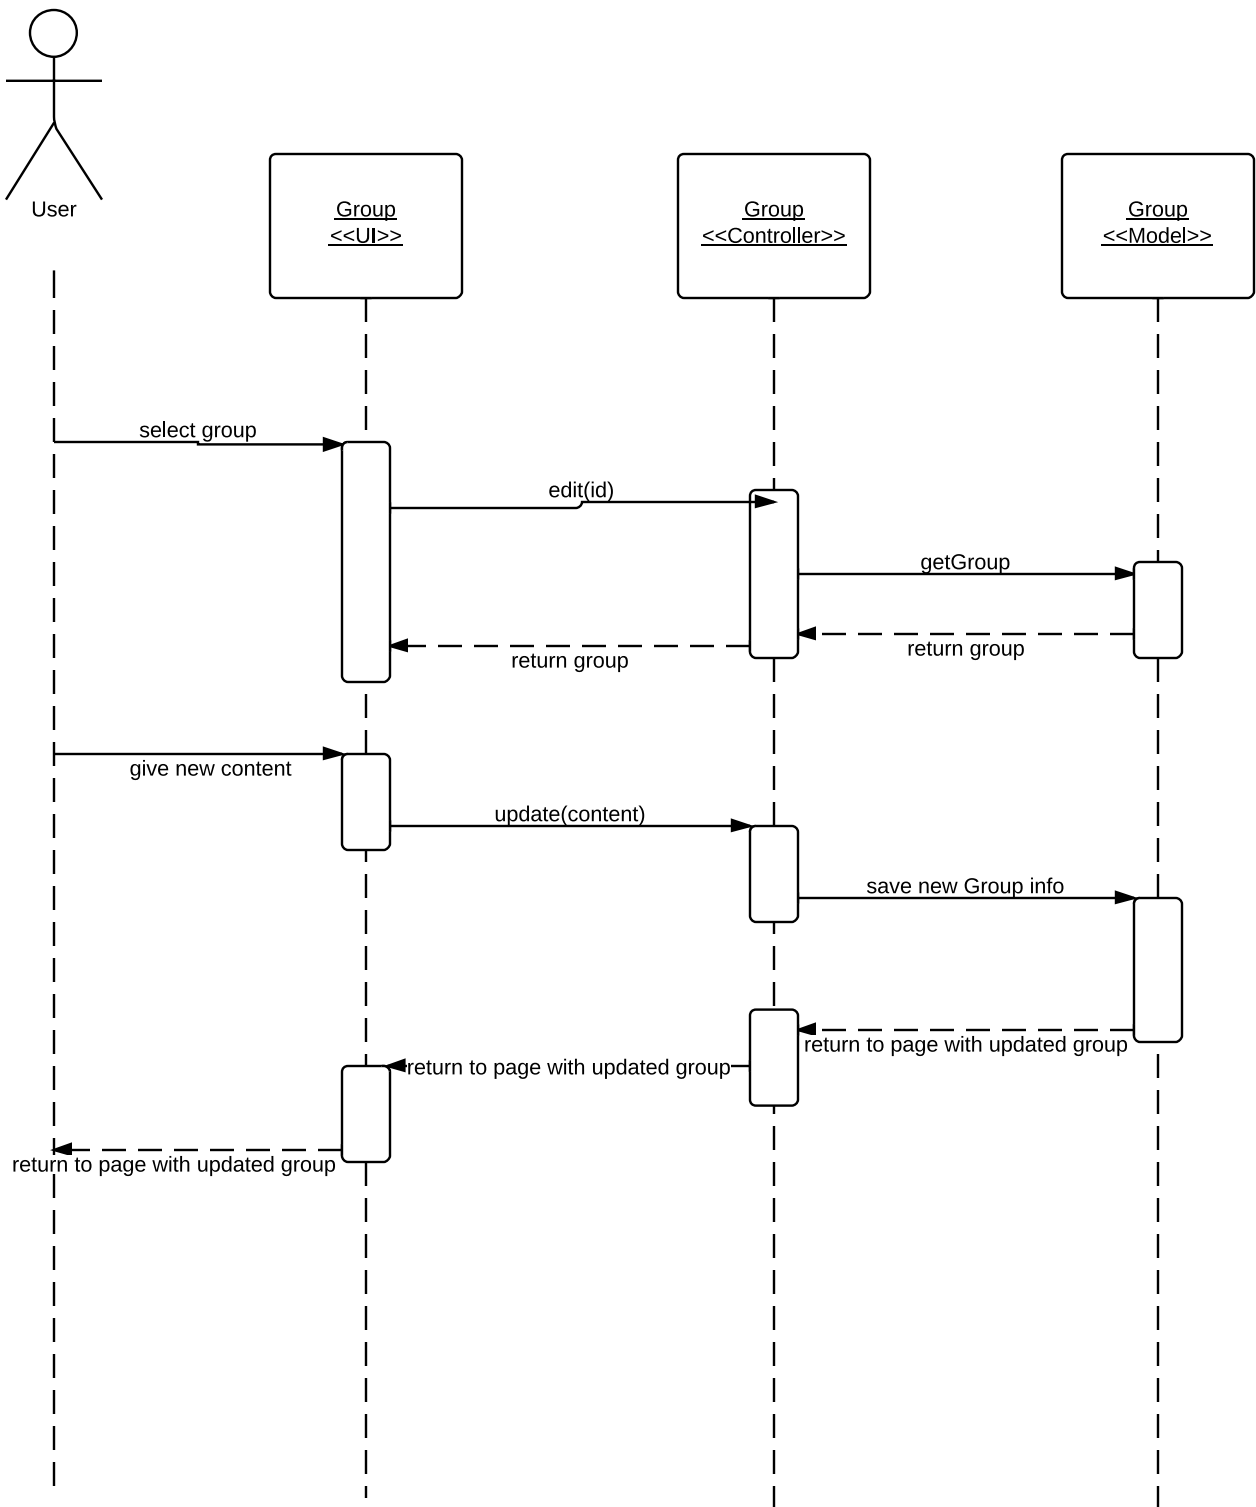 User
Group
<<UI>>
Group
<<Controller>>
Group
<<Model>>
select group
edit(id)
getGroup
return group
return group
give new content
update(content)
save new Group info
return to page with updated group
return to page with updated group
return to page with updated group